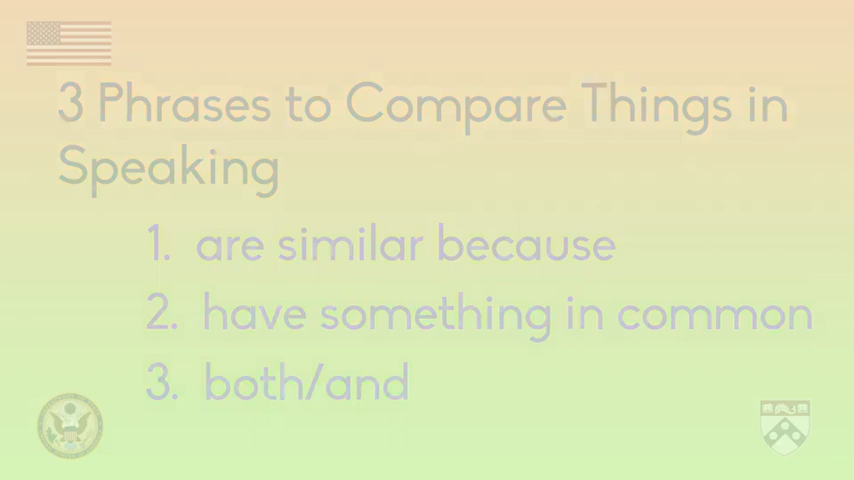 3 Phrases to Compare Things in
Speaking
1. are similar because
2. have something in common
3. both/and